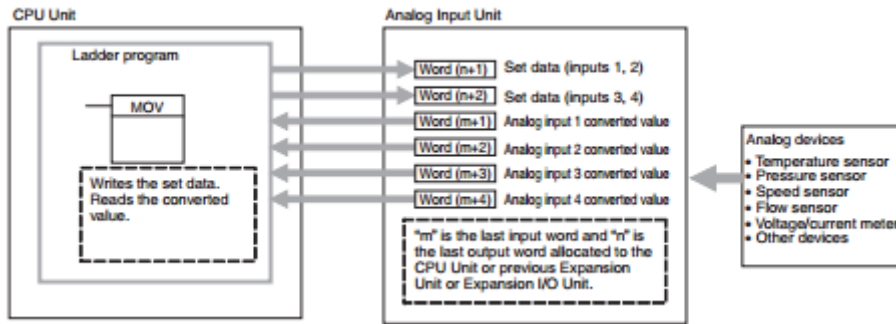 CPU Unit
Ladder program
MOV
Writes the set data.
Reads the converted
value.
Analog Input Unit
Word (n+1) Set data (inputs 1, 2)
Word (n+2) Set data (inputs 3, 4)
Word (m+1) Analog input 1 converted value
Word (m+2) Analog input 2 converted value
Word (m+3) Analog input 3 converted value
Word (m+4) Analog input 4 converted value
"m" is the last input word and "n" is
the last output word allocated to the
CPU Unit or previous Expansion
Unit or Expansion I/O Unit.
Analog devices
• Temperature sensor
• Pressure sensor
• Speed sensor
• Flow sensor
• Voltage/current meter
• Other devices